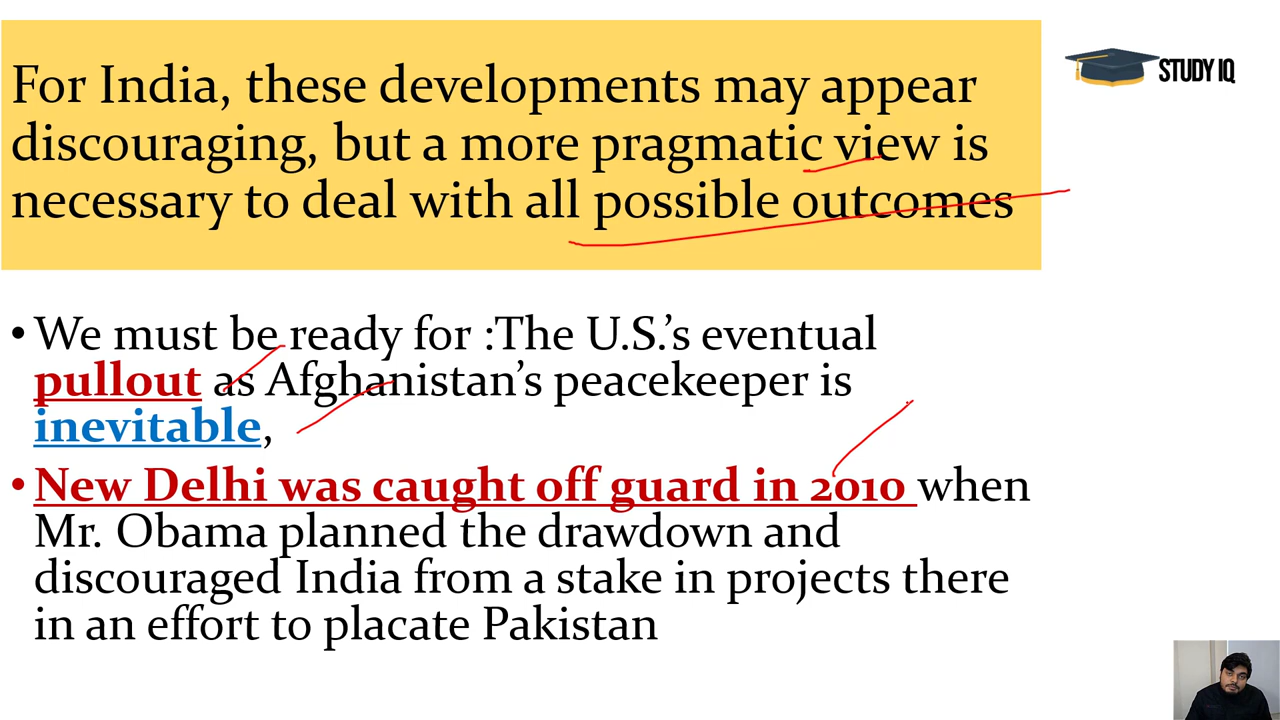 For India, these developments may appear
discouraging, but a more pragmatic view is
necessary to deal with all possible outcomes
STUDY IQ
• We must be ready for :The U.S.’s eventual
pullout as Afghanistan’s peacekeeper is
inevitable,
• New Delhi was caught off guard in 2010 when
Mr. Obama planned the drawdown and
discouraged India from a stake in projects there
in an effort to placate Pakistan